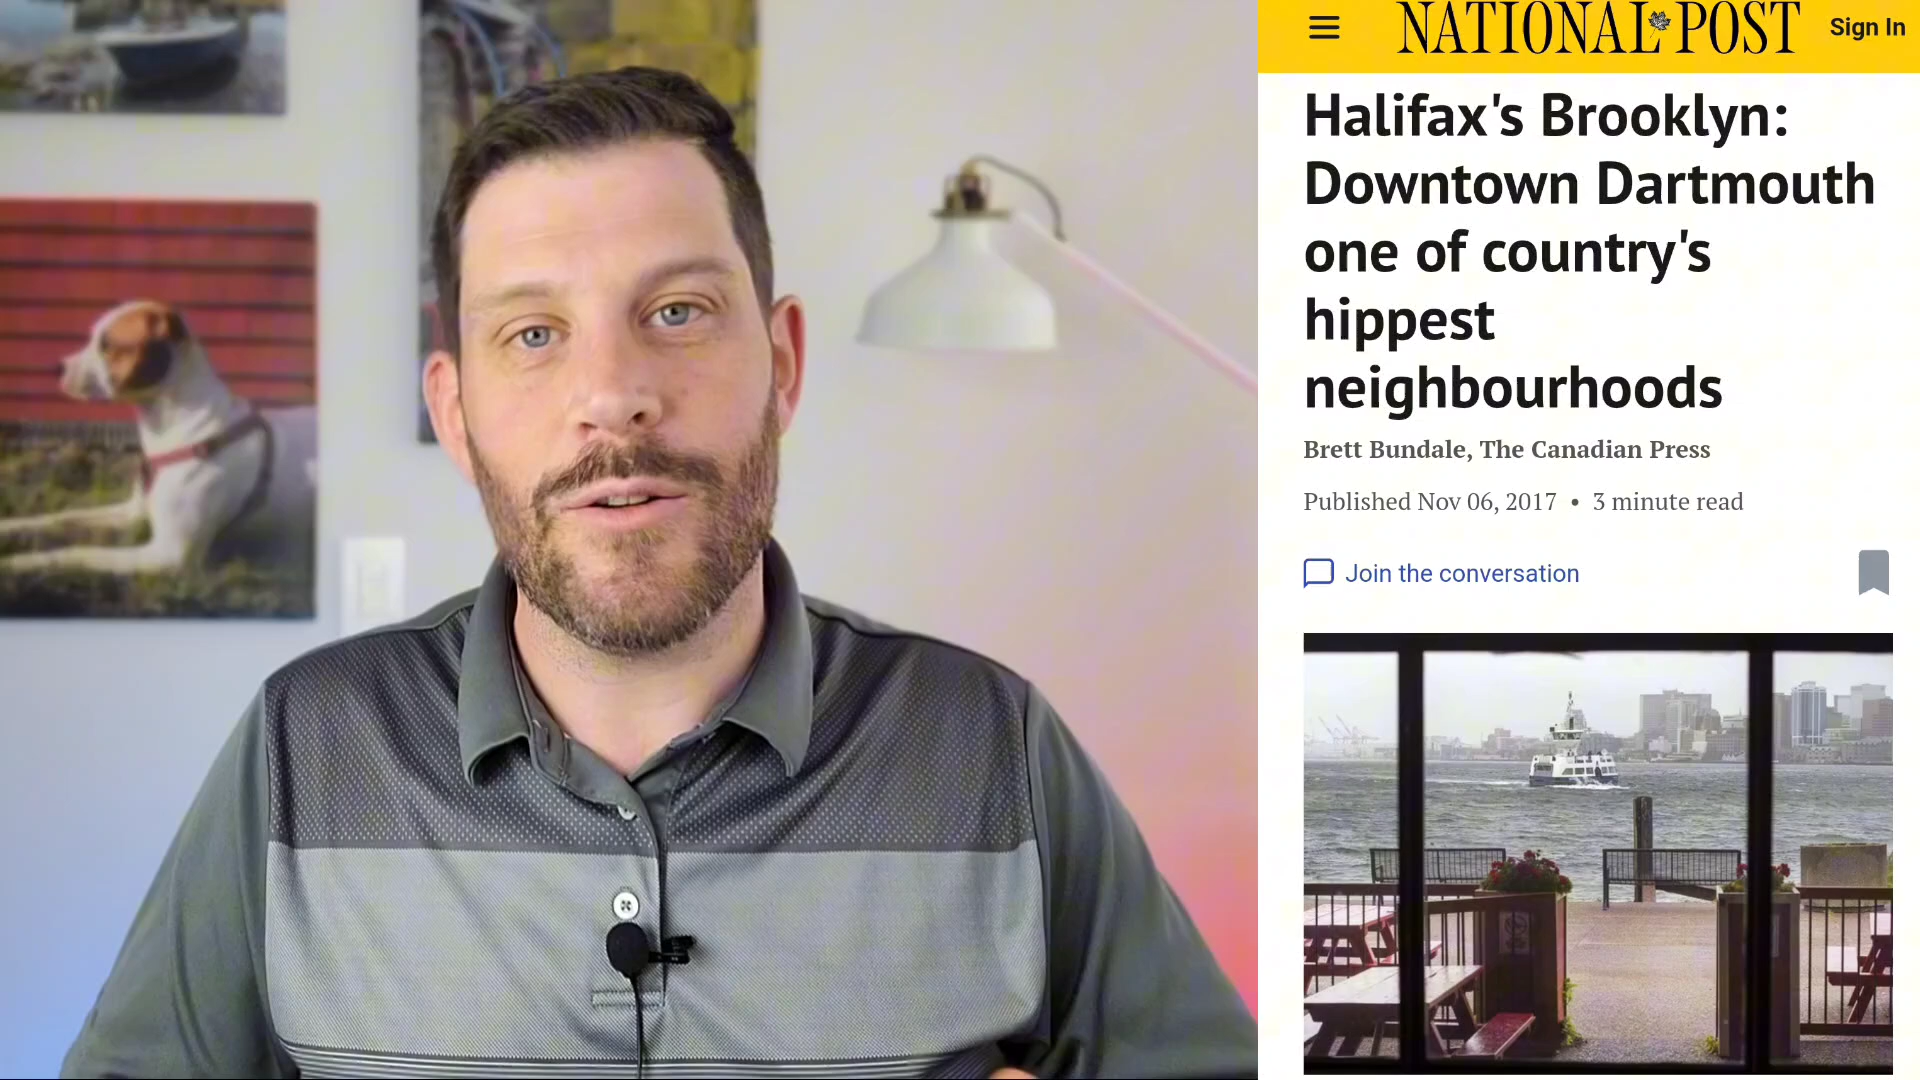 NATIONAL POST
Sign In
Halifax's Brooklyn:
Downtown Dartmouth
one of country's
hippest
neighbourhoods
Brett Bundale, The Canadian Press
Published Nov 06, 2017 • 3 minute read
Join the conversation